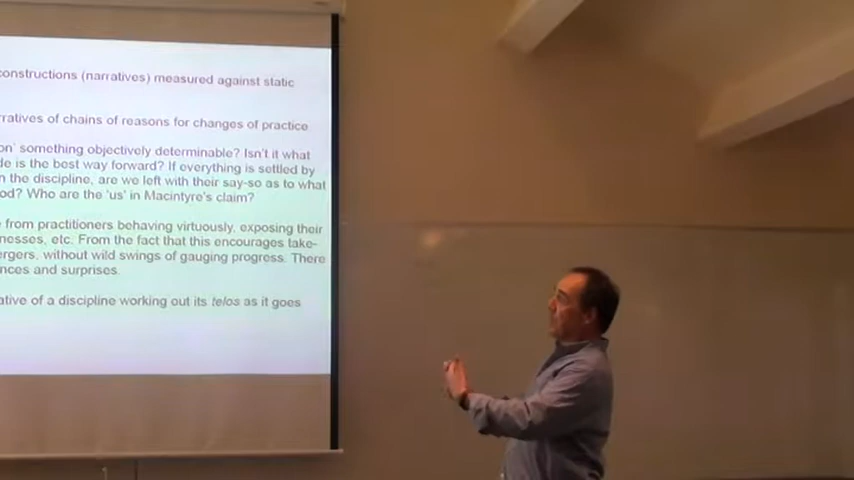 constructions (narratives) measured against static
rratives of chains of reasons for changes of practice
on' something objectively determinable? Isn't it what
de is the best way forward? If everything is settled by
n the discipline, are we left with their say-so as to what
od? Who are the 'us' in Macintyre's claim?
e from practitioners behaving virtuously, exposing their
nesses, etc. From the fact that this encourages take-
ergers, without wild swings of gauging progress. There
nces and surprises.
ative of a discipline working out its telos as it goes